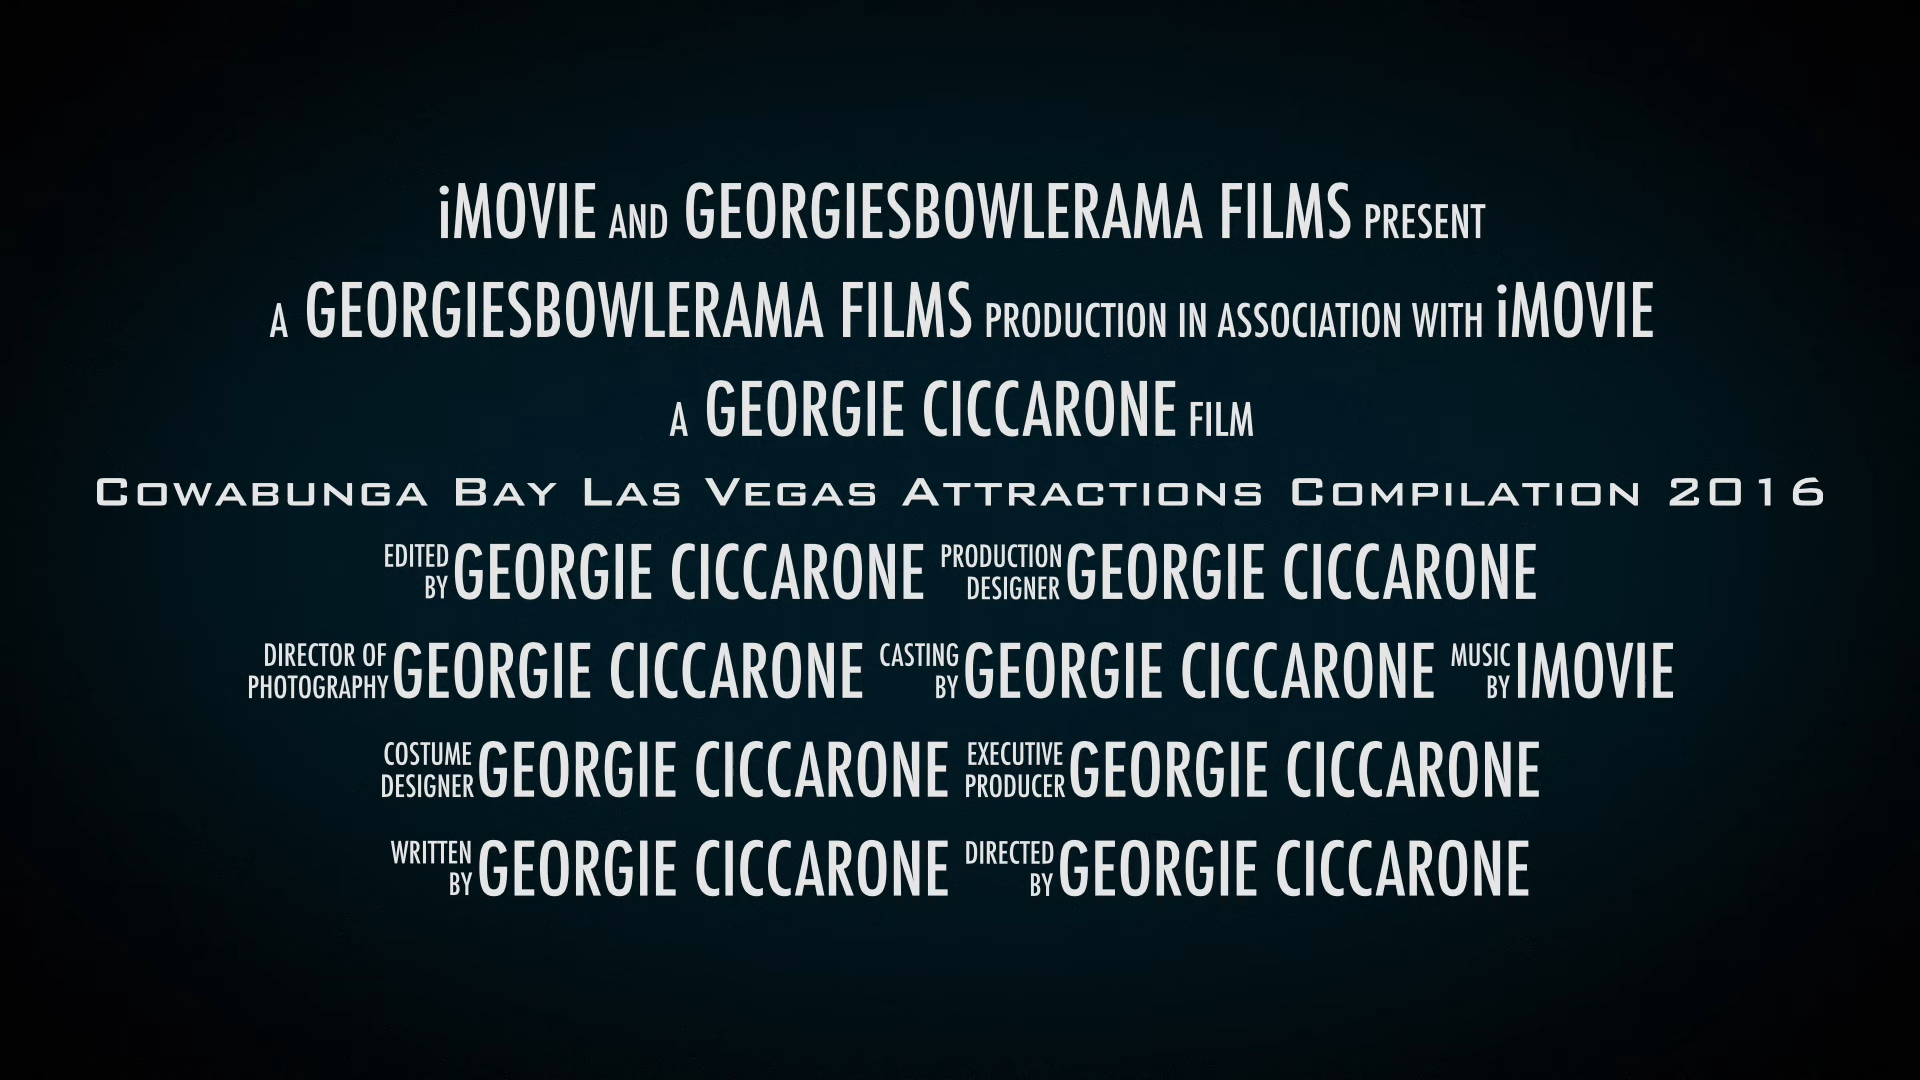 iMOVIE AND GEORGIESBOWLERAMA FILMS PRESENT
A GEORGIESBOWLERAMA FILMS PRODUCTION IN ASSOCIATION WITH iMOVIE
A GEORGIE CICCARONE FILM
Cowabunga Bay Las Vegas Attractions Compilation 2016
EDITED BY GEORGIE CICCARONE PRODUCTION DESIGNER GEORGIE CICCARONE
DIRECTOR OF PHOTOGRAPHY GEORGIE CICCARONE CASTING BY GEORGIE CICCARONE MUSIC BY IMOVIE
COSTUME DESIGNER GEORGIE CICCARONE EXECUTIVE PRODUCER GEORGIE CICCARONE
WRITTEN BY GEORGIE CICCARONE DIRECTED BY GEORGIE CICCARONE